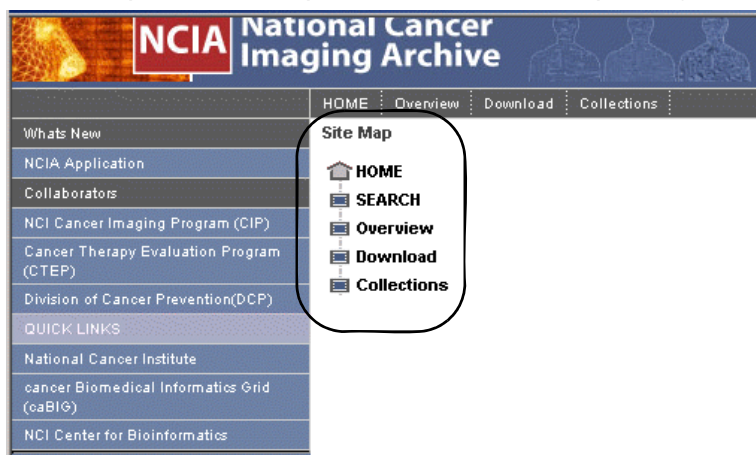 NCIA National Cancer
Imaging Archive
HOME Overview Download Collections
Whats New
NCIA Application
Collaborators
NCI Cancer Imaging Program (CIP)
Cancer Therapy Evaluation Program
(CTEP)
Division of Cancer Prevention(DCP)
QUICK LINKS
National Cancer Institute
cancer Biomedical Informatics Grid
(caBIG)
NCI Center for Bioinformatics
Site Map
HOME
SEARCH
Overview
Download
Collections